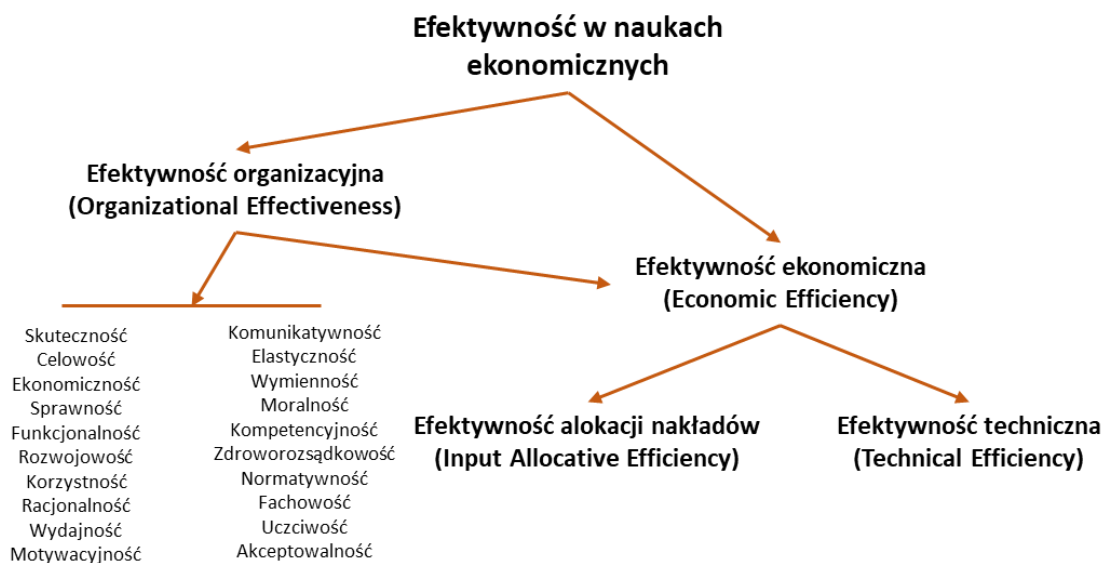 Efektywność w naukach
ekonomicznych
Efektywność organizacyjna
(Organizational Effectiveness)
Efektywność ekonomiczna
(Economic Efficiency)
Skuteczność
Celowość
Ekonomiczność
Sprawność
Funkcjonalność
Rozwojowość
Korzystność
Racjonalność
Wydajność
Motywacyjność
Komunikatywność
Elastyczność
Wymienność
Moralność
Kompetencyjność
Zdroworozsądkowość
Normatywność
Fachowość
Uczciwość
Akceptowalność
Efektywność alokacji nakładów
(Input Allocative Efficiency)
Efektywność techniczna
(Technical Efficiency)